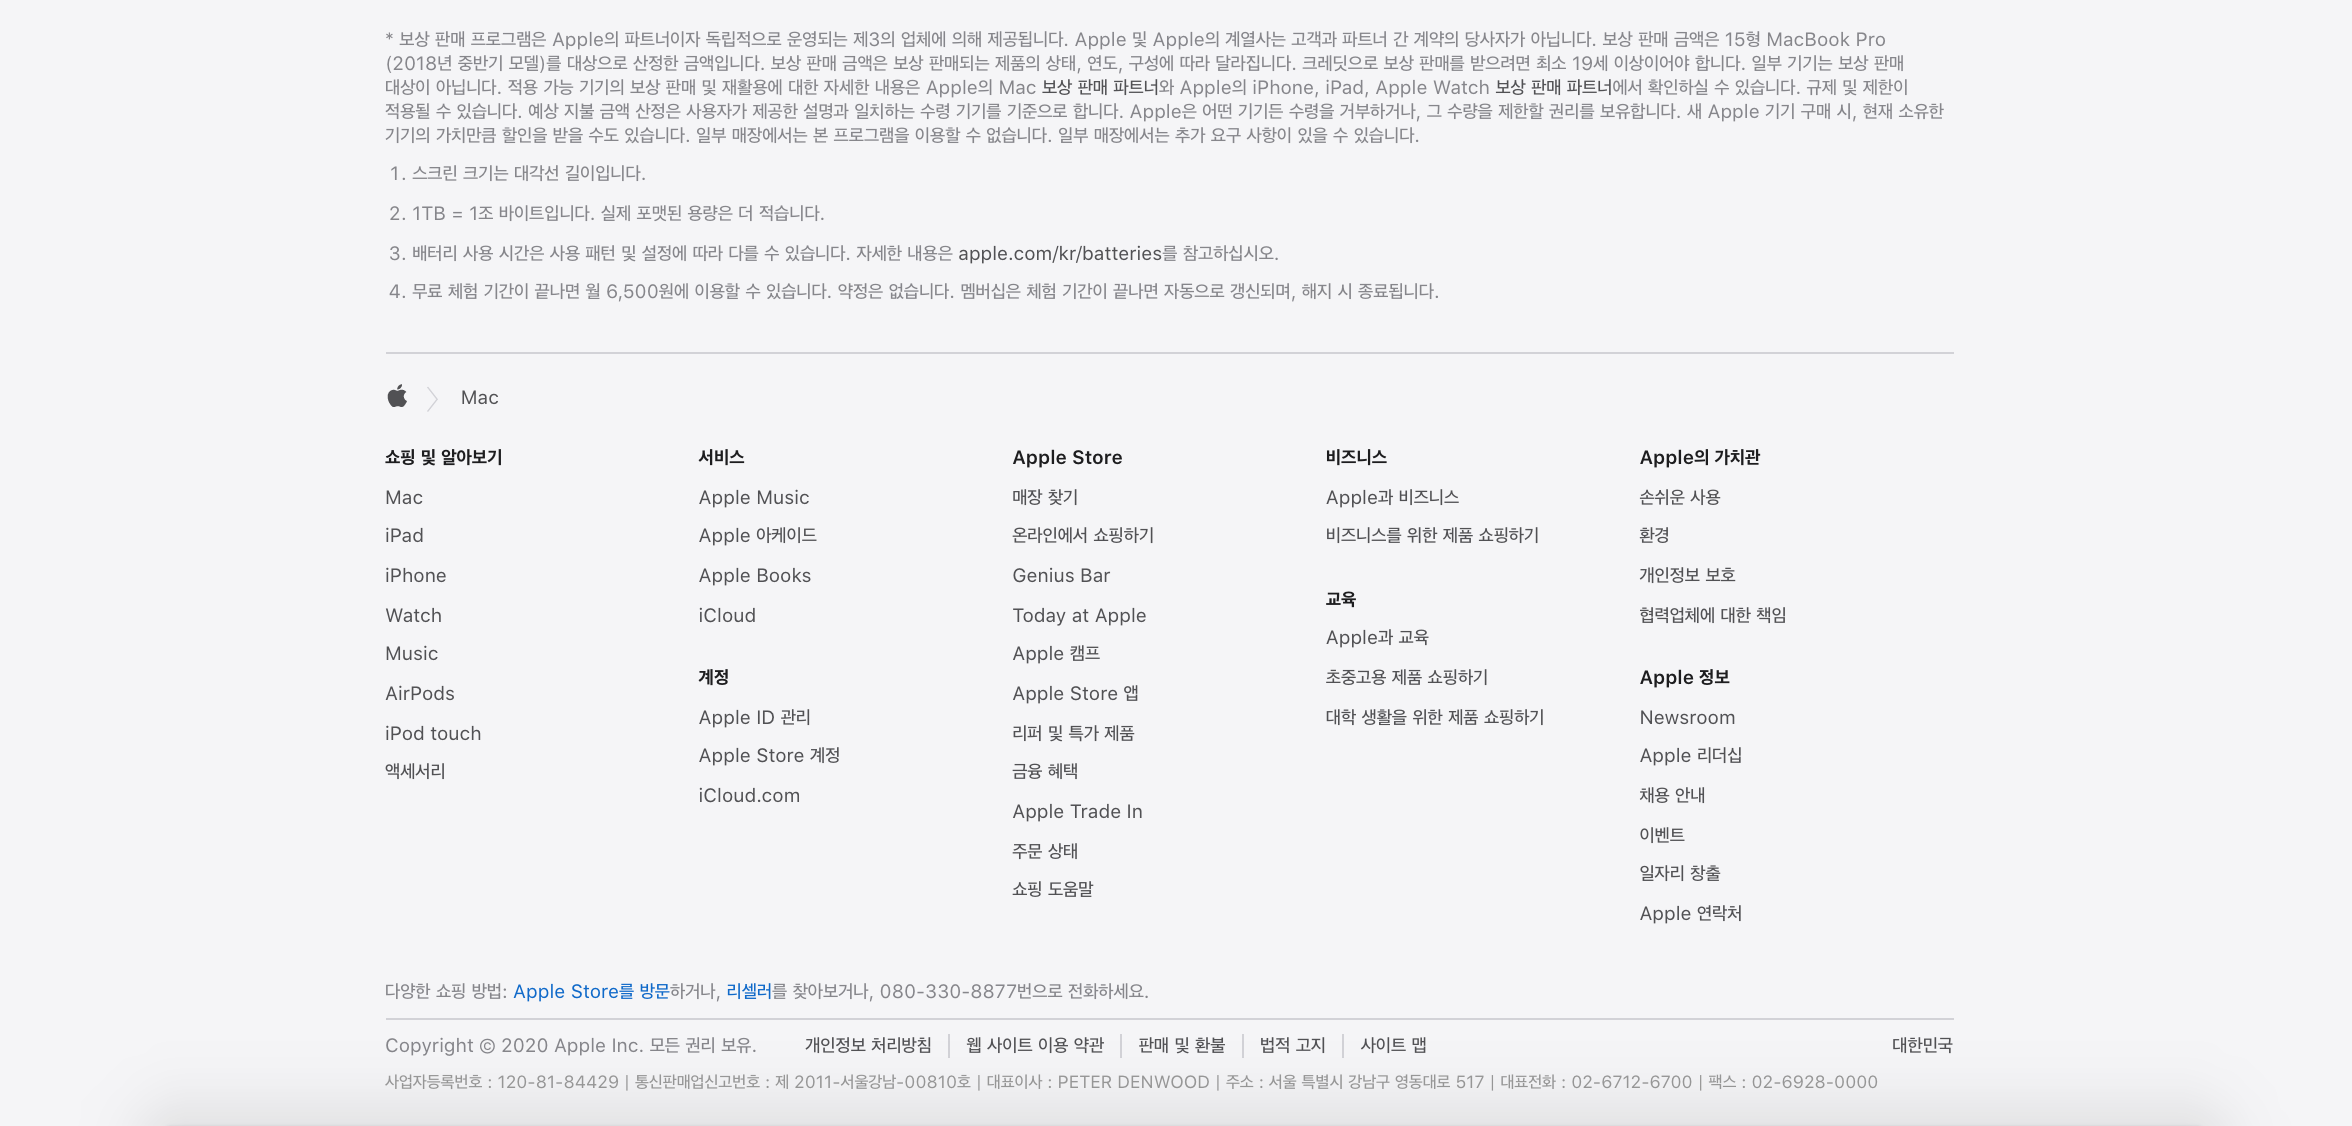 * 보상 판매 프로그램은 Apple의 파트너이자 독립적으로 운영되는 제3의 업체에 의해 제공됩니다. Apple 및 Apple의 계열사는 고객과 파트너 간 계약의 당사자가 아닙니다. 보상 판매 금액은 15형 MacBook Pro
(2018년 중반기 모델)를 대상으로 산정한 금액입니다. 보상 판매 금액은 보상 판매되는 제품의 상태, 연도, 구성에 따라 달라집니다. 크레딧으로 보상 판매를 받으려면 최소 19세 이상이어야 합니다. 일부 기기는 보상 판매
대상이 아닙니다. 적용 가능 기기의 보상 판매 및 재활용에 대한 자세한 내용은 Apple의 Mac 보상 판매 파트너와 Apple의 iPhone, iPad, Apple Watch 보상 판매 파트너에서 확인하실 수 있습니다. 규제 및 제한이
적용될 수 있습니다. 예상 지불 금액 산정은 사용자가 제공한 설명과 일치하는 수령 기기를 기준으로 합니다. Apple은 어떤 기기든 수령을 거부하거나, 그 수량을 제한할 권리를 보유합니다. 새 Apple 기기 구매 시, 현재 소유한
기기의 가치만큼 할인을 받을 수도 있습니다. 일부 매장에서는 본 프로그램을 이용할 수 없습니다. 일부 매장에서는 추가 요구 사항이 있을 수 있습니다.
1. 스크린 크기는 대각선 길이입니다.
2. 1TB = 1조 바이트입니다. 실제 포맷된 용량은 더 적습니다.
3. 배터리 사용 시간은 사용 패턴 및 설정에 따라 다를 수 있습니다. 자세한 내용은 apple.com/kr/batteries를 참고하십시오.
4. 무료 체험 기간이 끝나면 월 6,500원에 이용할 수 있습니다. 약정은 없습니다. 멤버십은 체험 기간이 끝나면 자동으로 갱신되며, 해지 시 종료됩니다.
Mac
쇼핑 및 알아보기
Mac
iPad
iPhone
Watch
Music
AirPods
iPod touch
액세서리
서비스
Apple Music
Apple 아케이드
Apple Books
iCloud
계정
Apple ID 관리
Apple Store 계정
iCloud.com
Apple Store
매장 찾기
온라인에서 쇼핑하기
Genius Bar
Today at Apple
Apple 캠프
Apple Store 앱
리퍼 및 특가 제품
금융 혜택
Apple Trade In
주문 상태
쇼핑 도움말
비즈니스
Apple과 비즈니스
비즈니스를 위한 제품 쇼핑하기
교육
Apple과 교육
초중고용 제품 쇼핑하기
대학 생활을 위한 제품 쇼핑하기
Apple의 가치관
손쉬운 사용
환경
개인정보 보호
협력업체에 대한 책임
Apple 정보
Newsroom
Apple 리더십
채용 안내
이벤트
일자리 창출
Apple 연락처
다양한 쇼핑 방법: Apple Store를 방문하거나, 리셀러를 찾아보거나, 080-330-8877번으로 전화하세요.
Copyright © 2020 Apple Inc. 모든 권리 보유. 개인정보 처리방침 | 웹 사이트 이용 약관 | 판매 및 환불 | 법적 고지 | 사이트 맵 대한민국
사업자등록번호 : 120-81-84429 | 통신판매업신고번호 : 제 2011-서울강남-00810호 | 대표이사 : PETER DENWOOD | 주소 : 서울 특별시 강남구 영동대로 517 | 대표전화 : 02-6712-6700 | 팩스 : 02-6928-0000